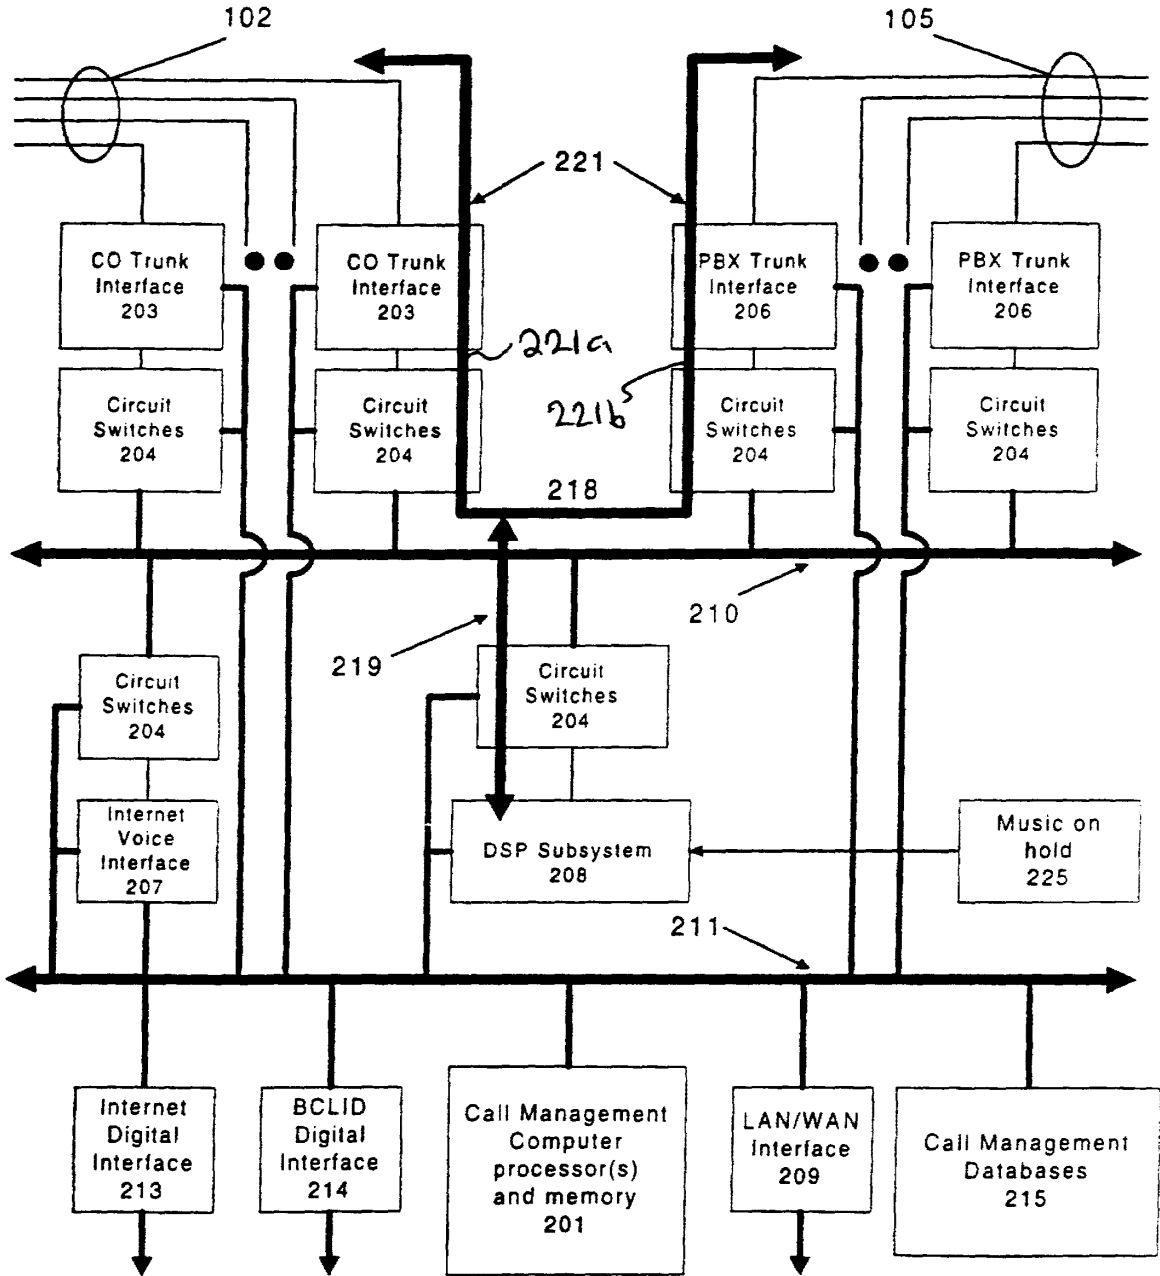 102
105
221
CO Trunk
Interface
203
CO Trunk
Interface
203
PBX Trunk
Interface
206
PBX Trunk
Interface
206
221a
221b
Circuit
Switches
204
Circuit
Switches
204
Circuit
Switches
204
Circuit
Switches
204
218
210
219
Circuit
Switches
204
Circuit
Switches
204
Internet
Voice
Interface
207
DSP Subsystem
208
Music on
hold
225
211
Internet
Digital
Interface
213
BCLID
Digital
Interface
214
Call Management
Computer
processor(s)
and memory
201
LAN/WAN
Interface
209
Call Management
Databases
215